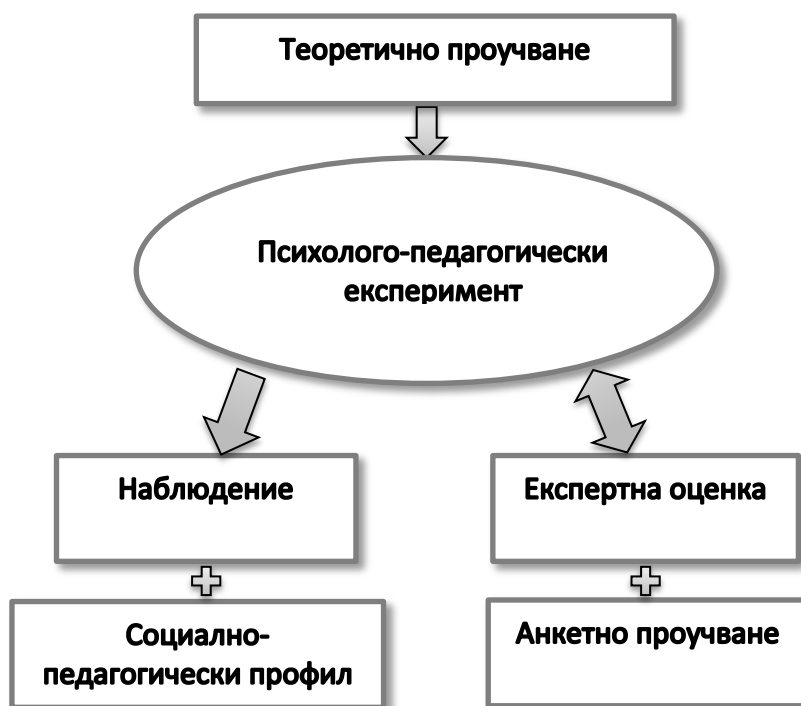 Теоретично проучване
Психолого-педагогически
експеримент
Наблюдение
Експертна оценка
Социално-
педагогически профил
Анкетно проучване